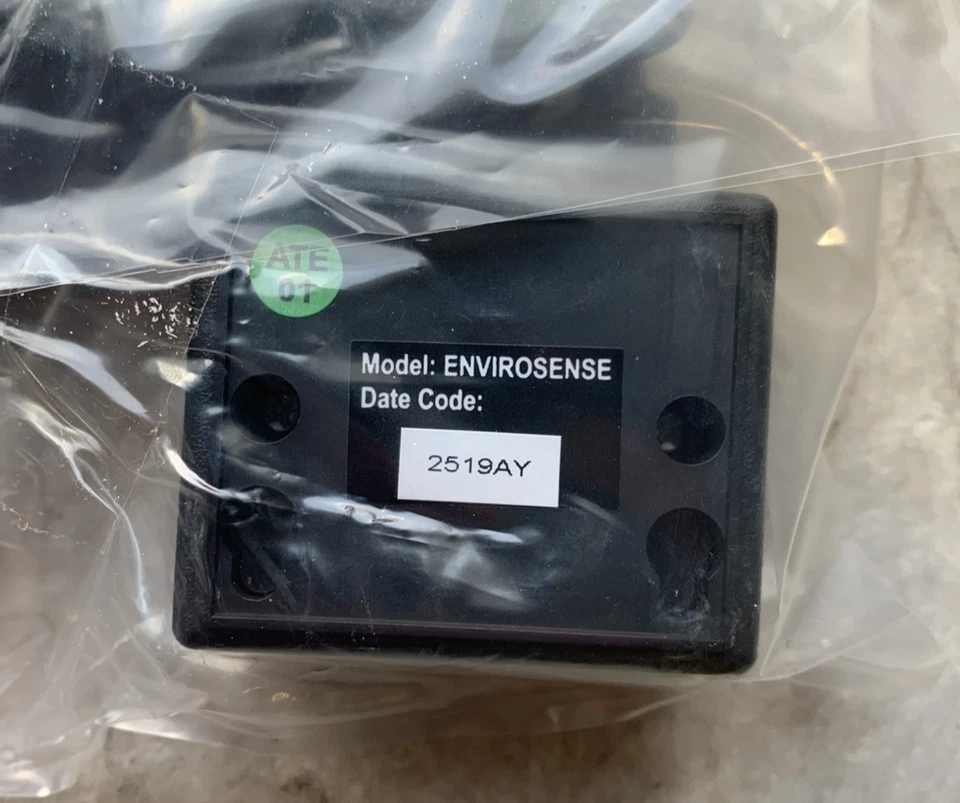 ATE
01
Model: ENVIROSENSE
Date Code:
2519AY